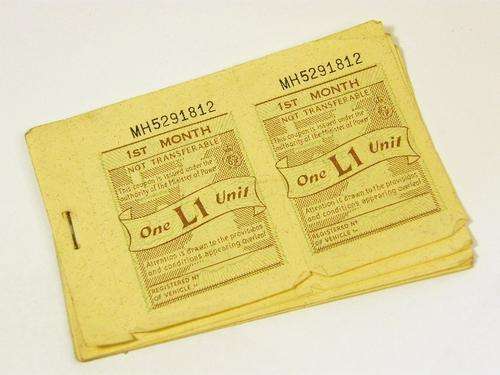 MH5291812
1ST MONTH
NOT TRANSFERABLE
This coupon is issued under the
authority of the Minister of Power
One L1 Unit
Attention is drawn to the provisions
and conditions appearing overleaf
REGISTERED Nº
OF VEHICLE :-
MH5291812
1ST MONTH
NOT TRANSFERABLE
This coupon is issued under the
authority of the Minister of Power
One L1 Unit
Attention is drawn to the provisions
and conditions appearing overleaf
REGISTERED Nº
OF VEHICLE :-